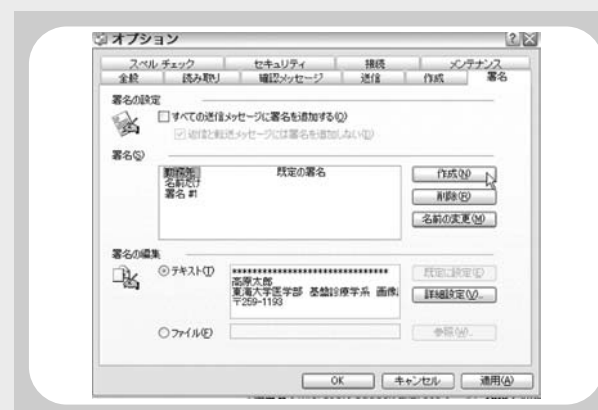 オプション
スペル チェック セキュリティ 接続 メンテナンス
全般 読み取り 確認メッセージ 送信 作成 署名
署名の設定
すべての送信メッセージに署名を追加する(Q)
返信と転送メッセージには署名を追加しない(D)
署名(S)
勤務先 既定の署名
名前だけ
署名 #1
作成(N)
削除(R)
名前の変更(M)
署名の編集
テキスト(T)
*********************************
高原太郎
東海大学医学部 基盤診療学系 画像
〒259-1193
既定に設定(E)
詳細設定(V)...
ファイル(E)
参照(W)...
OK キャンセル 適用(A)